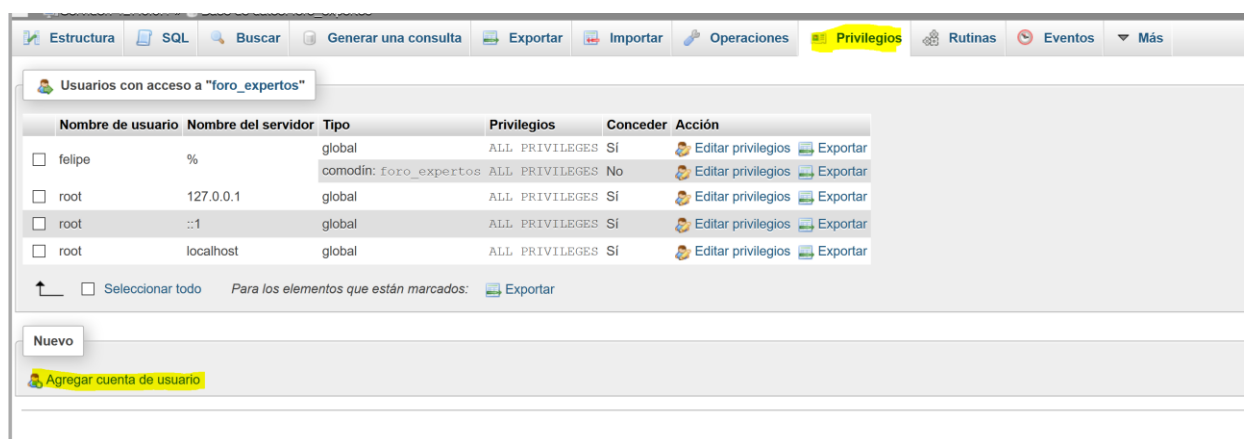 Estructura SQL Buscar Generar una consulta Exportar Importar Operaciones Privilegios Rutinas Eventos Más
Usuarios con acceso a "foro_expertos"
Nombre de usuario Nombre del servidor Tipo Privilegios Conceder Acción
felipe % global ALL PRIVILEGES Sí Editar privilegios Exportar
comodín: foro_expertos ALL PRIVILEGES No Editar privilegios Exportar
root 127.0.0.1 global ALL PRIVILEGES Sí Editar privilegios Exportar
root ::1 global ALL PRIVILEGES Sí Editar privilegios Exportar
root localhost global ALL PRIVILEGES Sí Editar privilegios Exportar
Seleccionar todo Para los elementos que están marcados: Exportar
Nuevo
Agregar cuenta de usuario